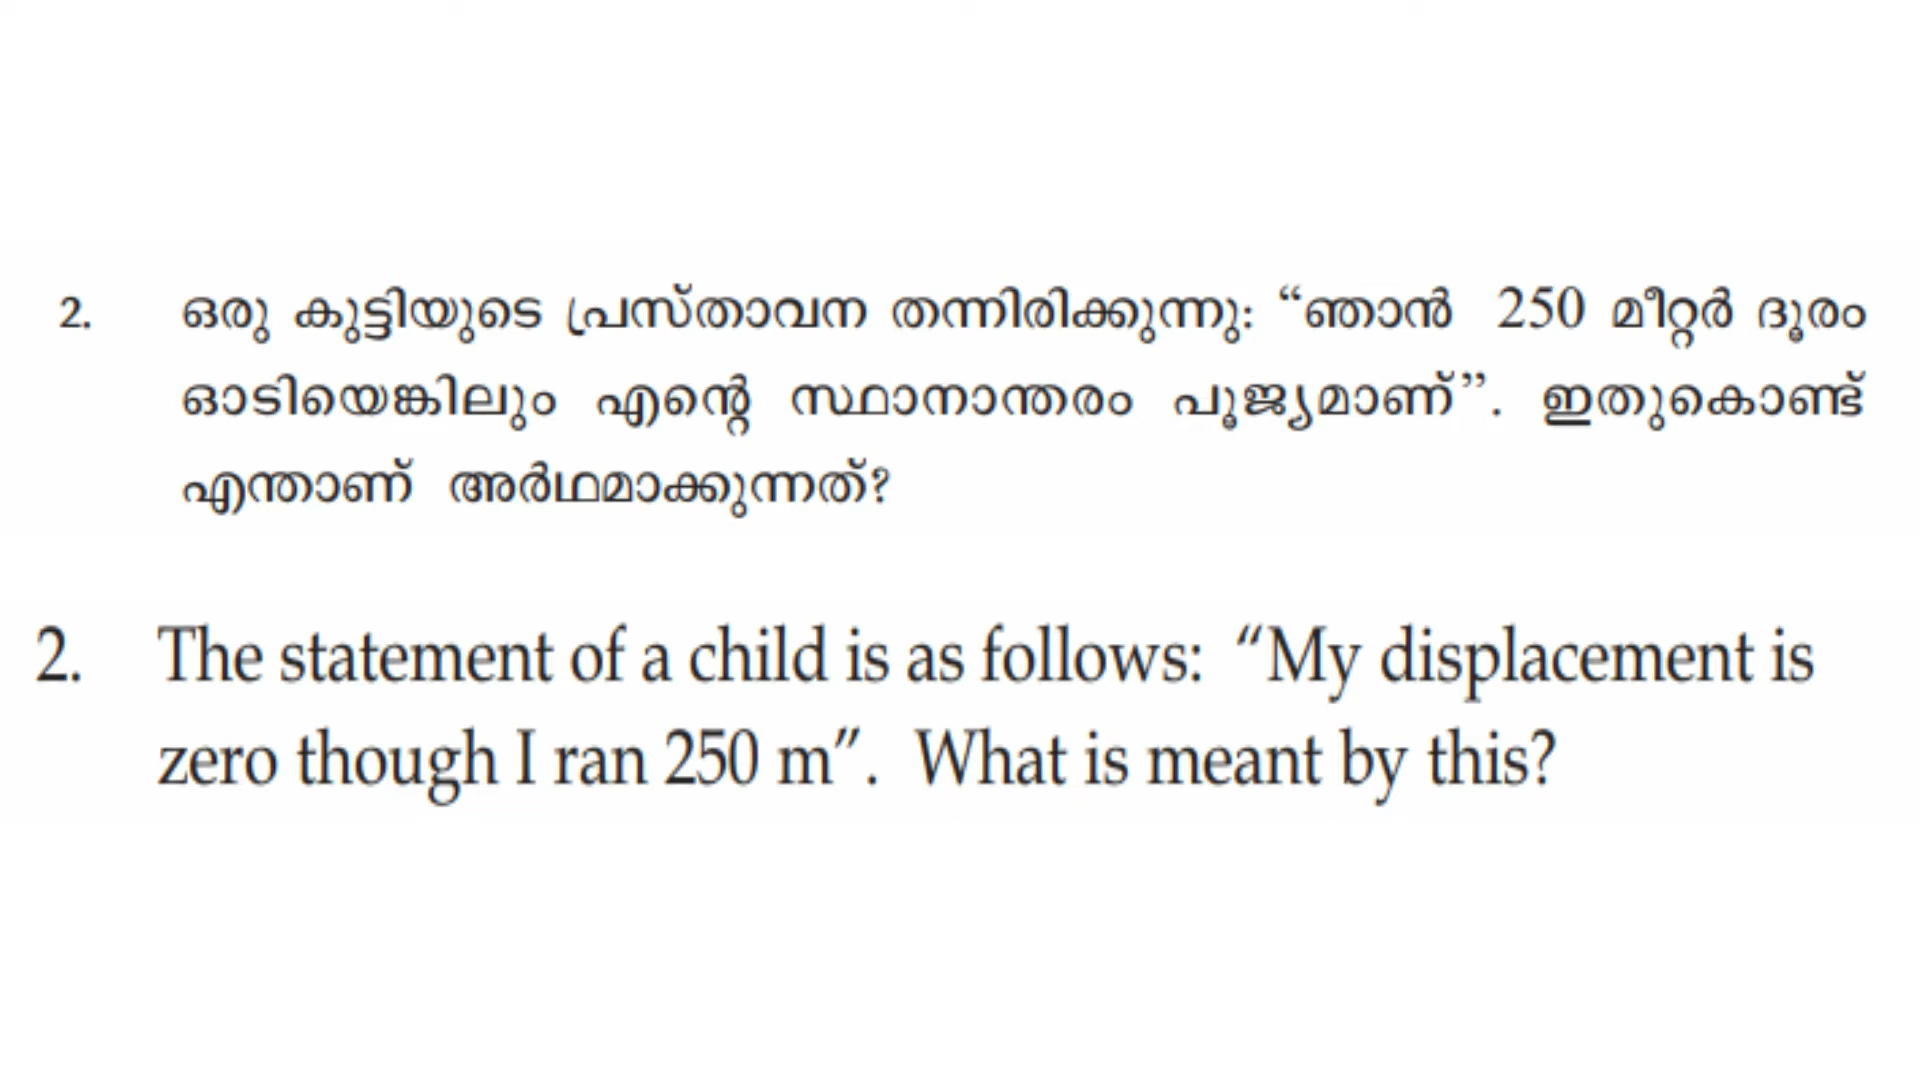 2. ഒരു കുട്ടിയുടെ പ്രസ്താവന തന്നിരിക്കുന്നു: “ഞാൻ 250 മീറ്റർ ദൂരം
ഓടിയെങ്കിലും എന്റെ സ്ഥാനാന്തരം പൂജ്യമാണ്”. ഇതുകൊണ്ട്
എന്താണ് അർഥമാക്കുന്നത്?
2. The statement of a child is as follows: “My displacement is
zero though I ran 250 m”. What is meant by this?